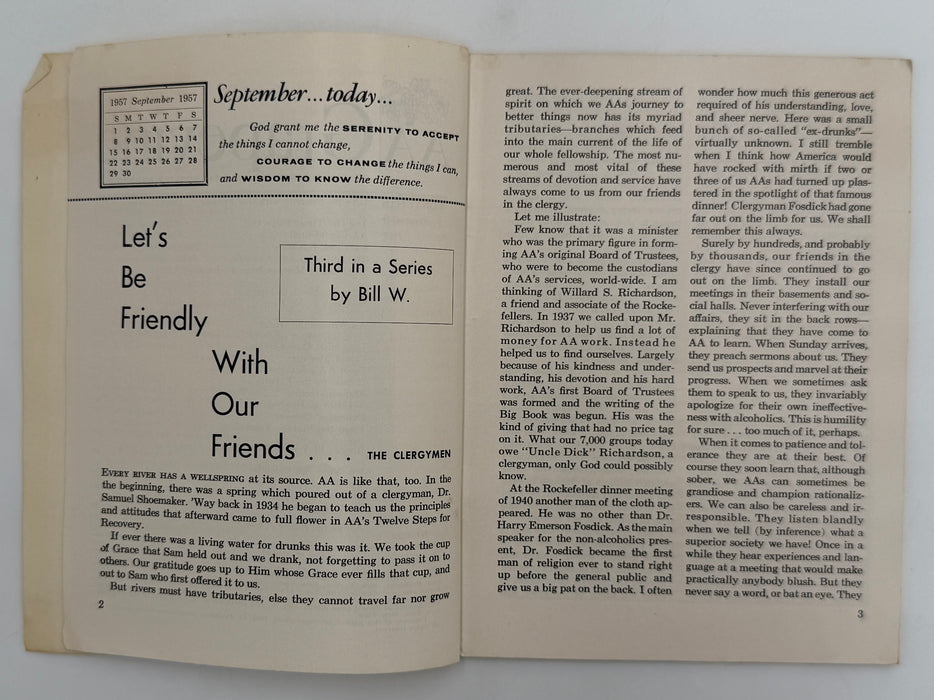 1957 September 1957
S M T W T F S
1 2 3 4 5 6 7
8 9 10 11 12 13 14
15 16 17 18 19 20 21
22 23 24 25 26 27 28
29 30
September...today...
God grant me the SERENITY TO ACCEPT
the things I cannot change,
COURAGE TO CHANGE the things I can,
and WISDOM TO KNOW the difference.
Let's
Be
Friendly
With
Our
Friends . . . THE CLERGYMEN
Third in a Series
by Bill W.
EVERY RIVER HAS A WELLSPRING at its source. AA is like that, too. In the
the beginning, there was a spring which poured out of a clergyman, Dr.
Samuel Shoemaker. 'Way back in 1934 he began to teach us the principles
and attitudes that afterward came to full flower in AA's Twelve Steps for
Recovery.
If ever there was a living water for drunks this was it. We took the cup
of Grace that Sam held out and we drank, not forgetting to pass it on to
others. Our gratitude goes up to Him whose Grace ever fills that cup, and
out to Sam who first offered it to us.
But rivers must have tributaries, else they cannot travel far nor grow
2
great. The ever-deepening stream of
spirit on which we AAs journey to
better things now has its myriad
tributaries—branches which feed
into the main current of the life of
our whole fellowship. The most nu-
merous and most vital of these
streams of devotion and service have
always come to us from our friends
in the clergy.
Let me illustrate:
Few know that it was a minister
who was the primary figure in form-
ing AA's original Board of Trustees,
who were to become the custodians
of AA's services, world-wide. I am
thinking of Willard S. Richardson,
a friend and associate of the Rocke-
fellers. In 1937 we called upon Mr.
Richardson to help us find a lot of
money for AA work. Instead he
helped us to find ourselves. Largely
because of his kindness and under-
standing, his devotion and his hard
work, AA's first Board of Trustees
was formed and the writing of the
Big Book was begun. His was the
kind of giving that had no price tag
on it. What our 7,000 groups today
owe "Uncle Dick" Richardson, a
clergyman, only God could possibly
know.
At the Rockefeller dinner meeting
of 1940 another man of the cloth ap-
peared. He was no other than Dr.
Harry Emerson Fosdick. As the main
speaker for the non-alcoholics pres-
ent, Dr. Fosdick became the first
man of religion ever to stand right
up before the general public and
give us a big pat on the back. I often
wonder how much this generous act
required of his understanding, love,
and sheer nerve. Here was a small
bunch of so-called "ex-drunks"—
virtually unknown. I still tremble
when I think how America would
have rocked with mirth if two or
three of us AAs had turned up plas-
tered in the spotlight of that famous
dinner! Clergyman Fosdick had gone
far out on the limb for us. We shall
remember this always.
Surely by hundreds, and probably
by thousands, our friends in the
clergy have since continued to go
out on the limb. They install our
meetings in their basements and so-
cial halls. Never interfering with our
affairs, they sit in the back rows—
explaining that they have come to
AA to learn. When Sunday arrives,
they preach sermons about us. They
send us prospects and marvel at their
progress. When we sometimes ask
them to speak to us, they invariably
apologize for their own ineffective-
ness with alcoholics. This is humility
for sure . . . too much of it, perhaps.
When it comes to patience and tol-
erance they are at their best. Of
course they soon learn that, although
sober, we AAs can sometimes be
grandiose and champion rationaliz-
ers. We can also be careless and ir-
responsible. They listen blandly
when we tell (by inference) what a
superior society we have! Once in a
while they hear experiences and lan-
guage at a meeting that would make
practically anybody blush. But they
never say a word, or bat an eye. They
3